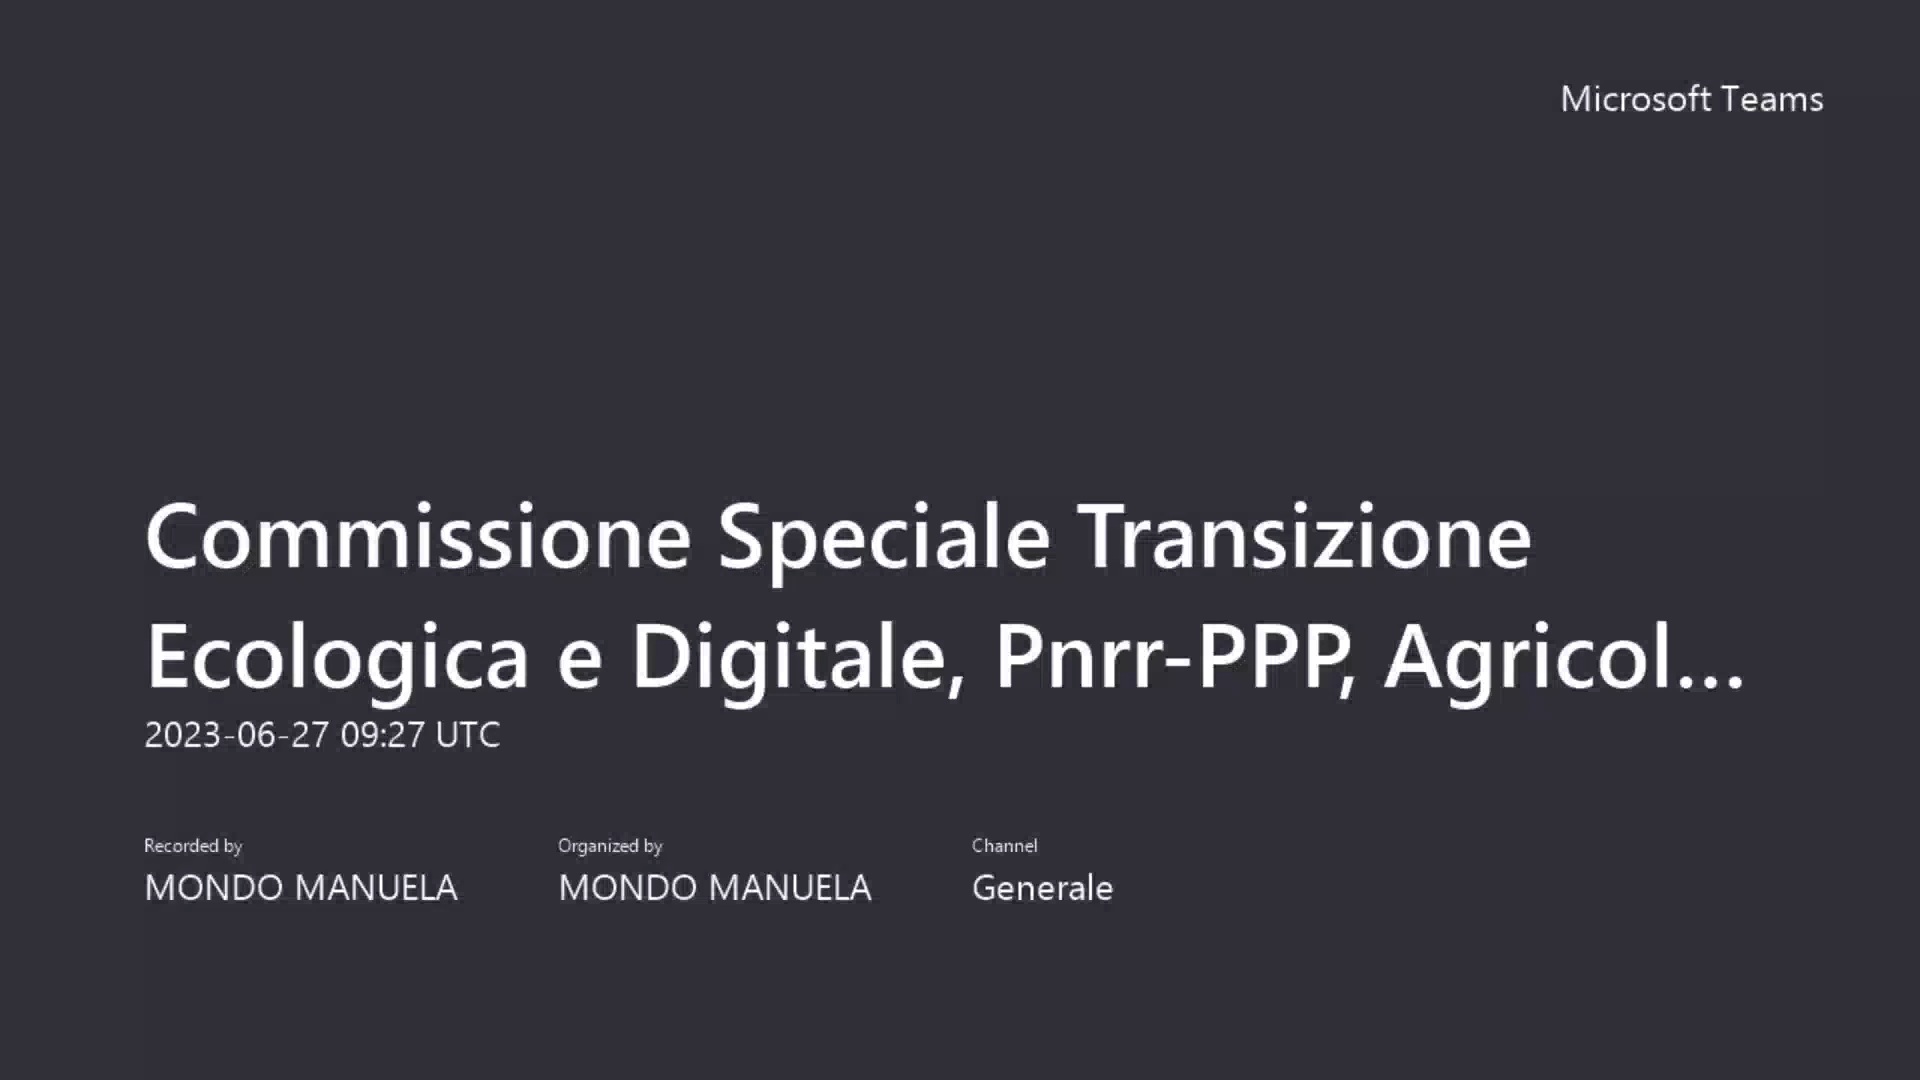 Microsoft Teams
Commissione Speciale Transizione
Ecologica e Digitale, Pnrr-PPP, Agricol...
2023-06-27 09:27 UTC
Recorded by
MONDO MANUELA
Organized by
MONDO MANUELA
Channel
Generale